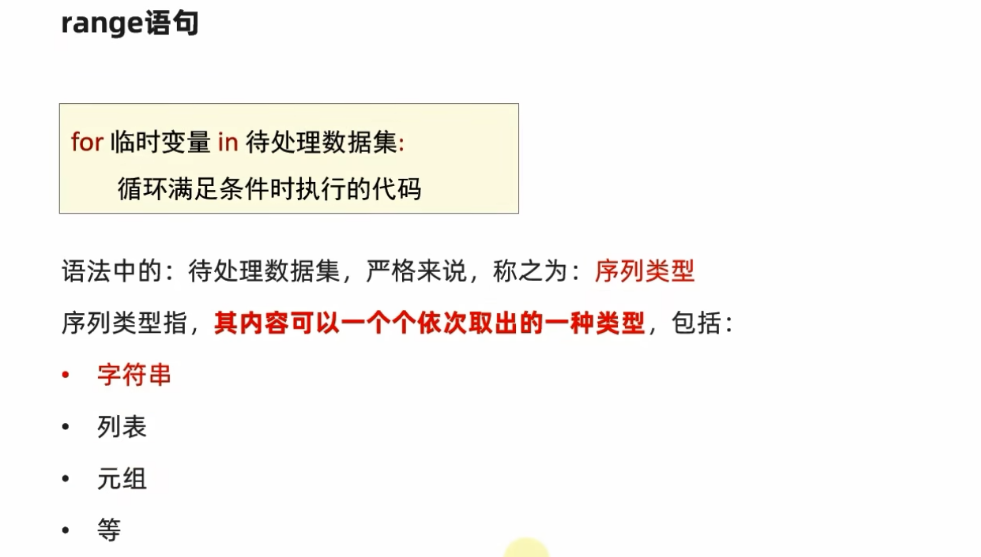 range语句
for 临时变量 in 待处理数据集:
循环满足条件时执行的代码
语法中的：待处理数据集，严格来说，称之为：序列类型
序列类型指，其内容可以一个个依次取出的一种类型，包括：
• 字符串
• 列表
• 元组
• 等